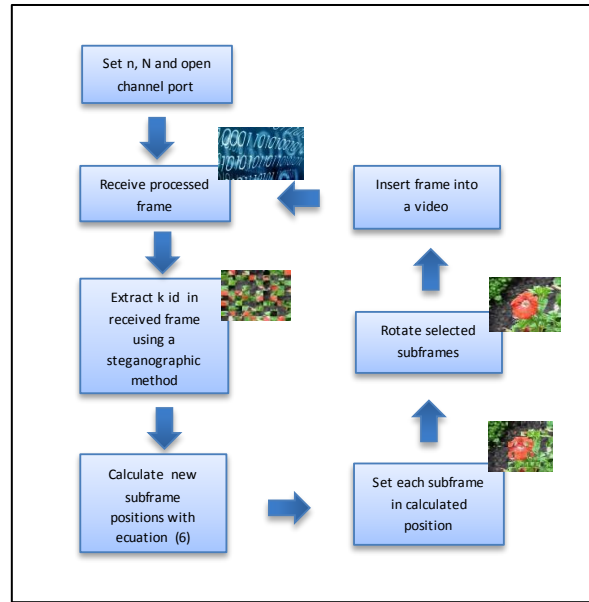 Set n, N and open
channel port
Receive processed
frame
Extract k id in
received frame
using a
steganographic
method
Calculate new
subframe
positions with
ecuation (6)
Set each subframe
in calculated
position
Rotate selected
subframes
Insert frame into
a video